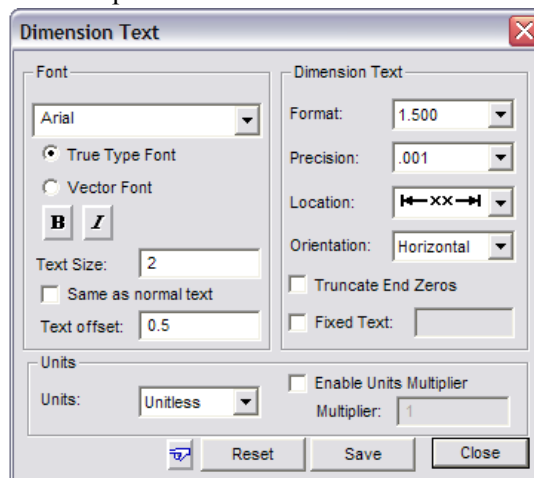 Dimension Text
Font
Arial
True Type Font
Vector Font
B I
Text Size: 2
Same as normal text
Text offset: 0.5
Dimension Text
Format: 1.500
Precision: .001
Location: xx
Orientation: Horizontal
Truncate End Zeros
Fixed Text:
Units
Units: Unitless
Enable Units Multiplier
Multiplier: 1
Reset Save Close